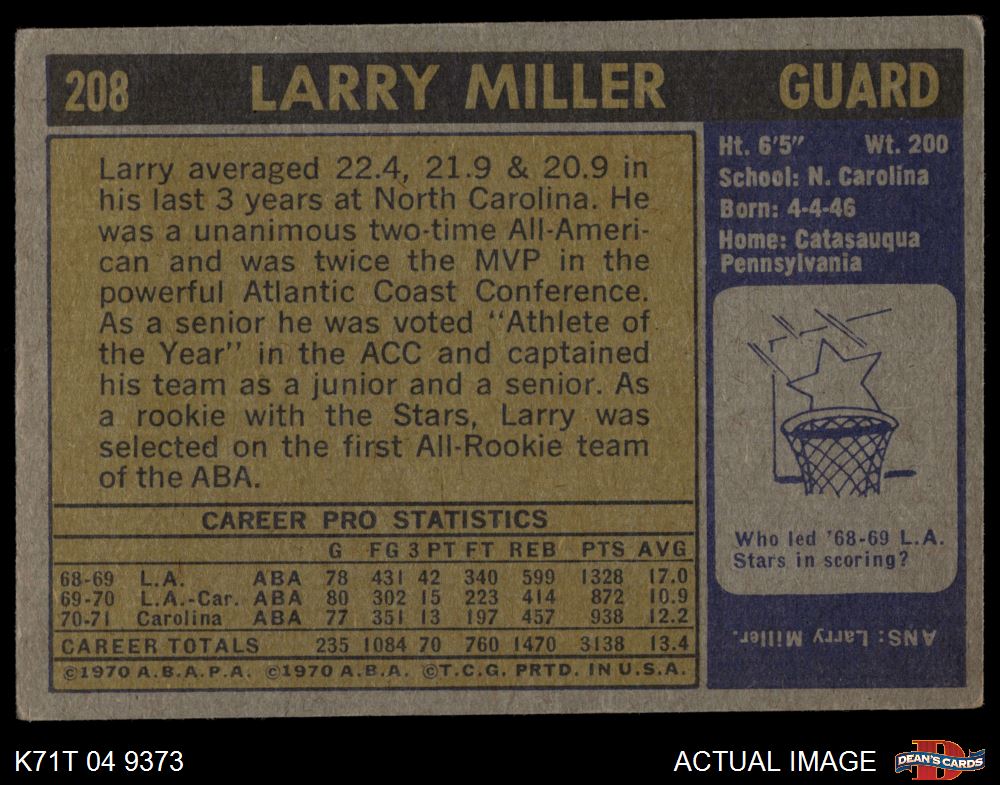 208 LARRY MILLER GUARD
Larry averaged 22.4, 21.9 & 20.9 in
his last 3 years at North Carolina. He
was a unanimous two-time All-Ameri-
can and was twice the MVP in the
powerful Atlantic Coast Conference.
As a senior he was voted "Athlete of
the Year" in the ACC and captained
his team as a junior and a senior. As
a rookie with the Stars, Larry was
selected on the first All-Rookie team
of the ABA.
CAREER PRO STATISTICS
G FG 3 PT FT REB PTS AVG
68-69 L.A. ABA 78 431 42 340 599 1328 17.0
69-70 L.A.-Car. ABA 80 302 15 223 414 872 10.9
70-71 Carolina ABA 77 351 13 197 457 938 12.2
CAREER TOTALS 235 1084 70 760 1470 3138 13.4
©1970 A.B.A.P.A. ©1970 A.B.A. ©T.C.G. PRTD. IN U.S.A.
Ht. 6'5" Wt. 200
School: N. Carolina
Born: 4-4-46
Home: Catasauqua
Pennsylvania
Who led '68-69 L.A.
Stars in scoring?
ANS: Larry Miller.
K71T 04 9373
ACTUAL IMAGE
D
DEAN'S CARDS